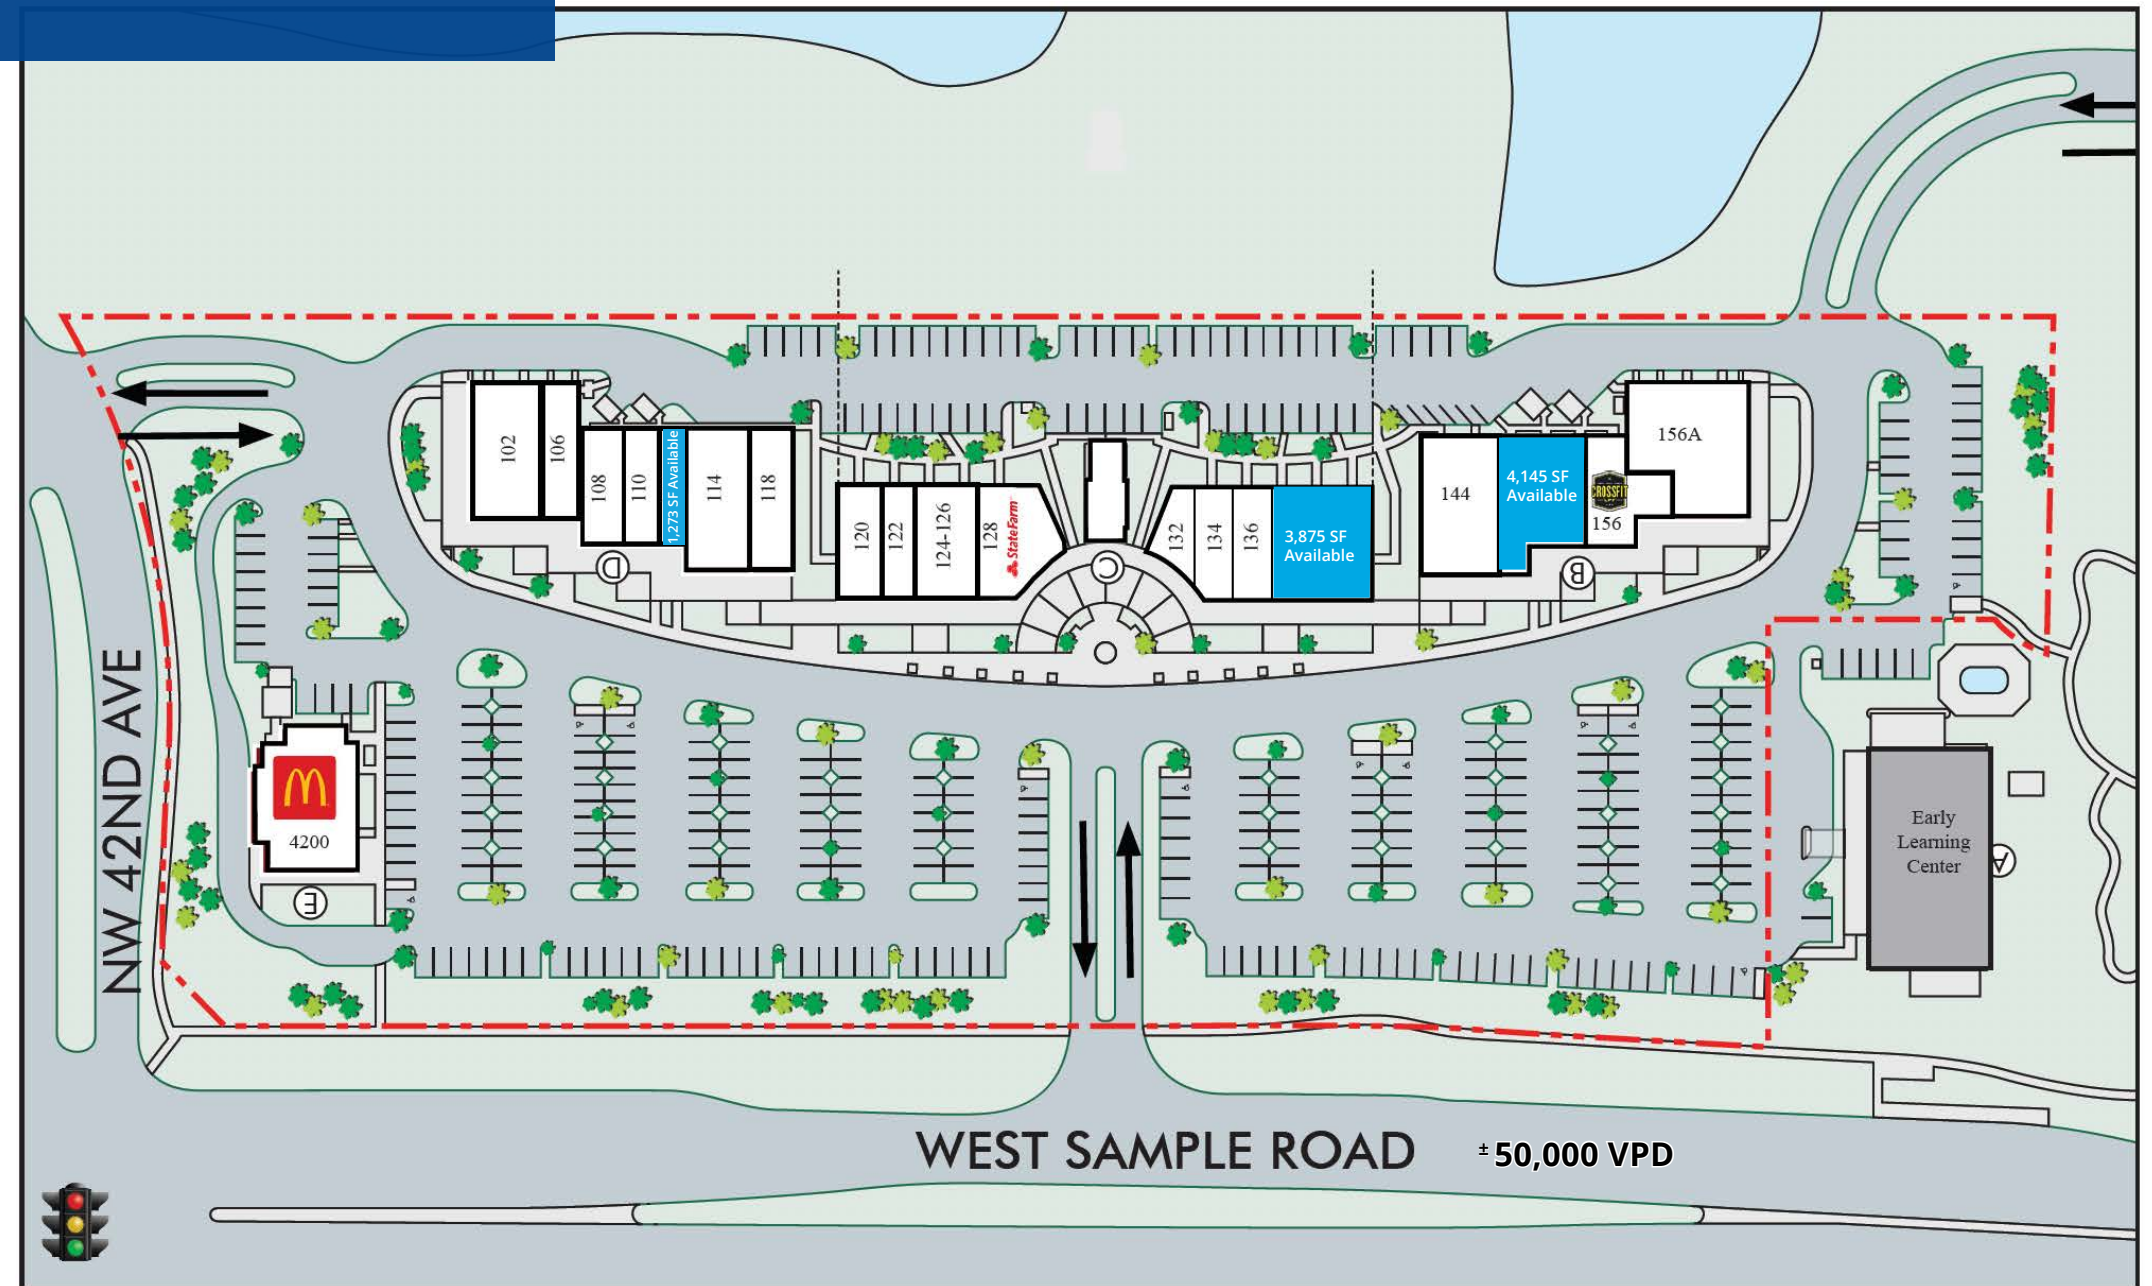 102
106
108
110
1,273 SF Available
114
118
120
122
124-126
128
StateFarm
132
134
136
3,875 SF
Available
144
4,145 SF
Available
CROSSFIT
156
156A
D
C
B
4200
E
Early
Learning
Center
A
NW 42ND AVE
WEST SAMPLE ROAD
±50,000 VPD